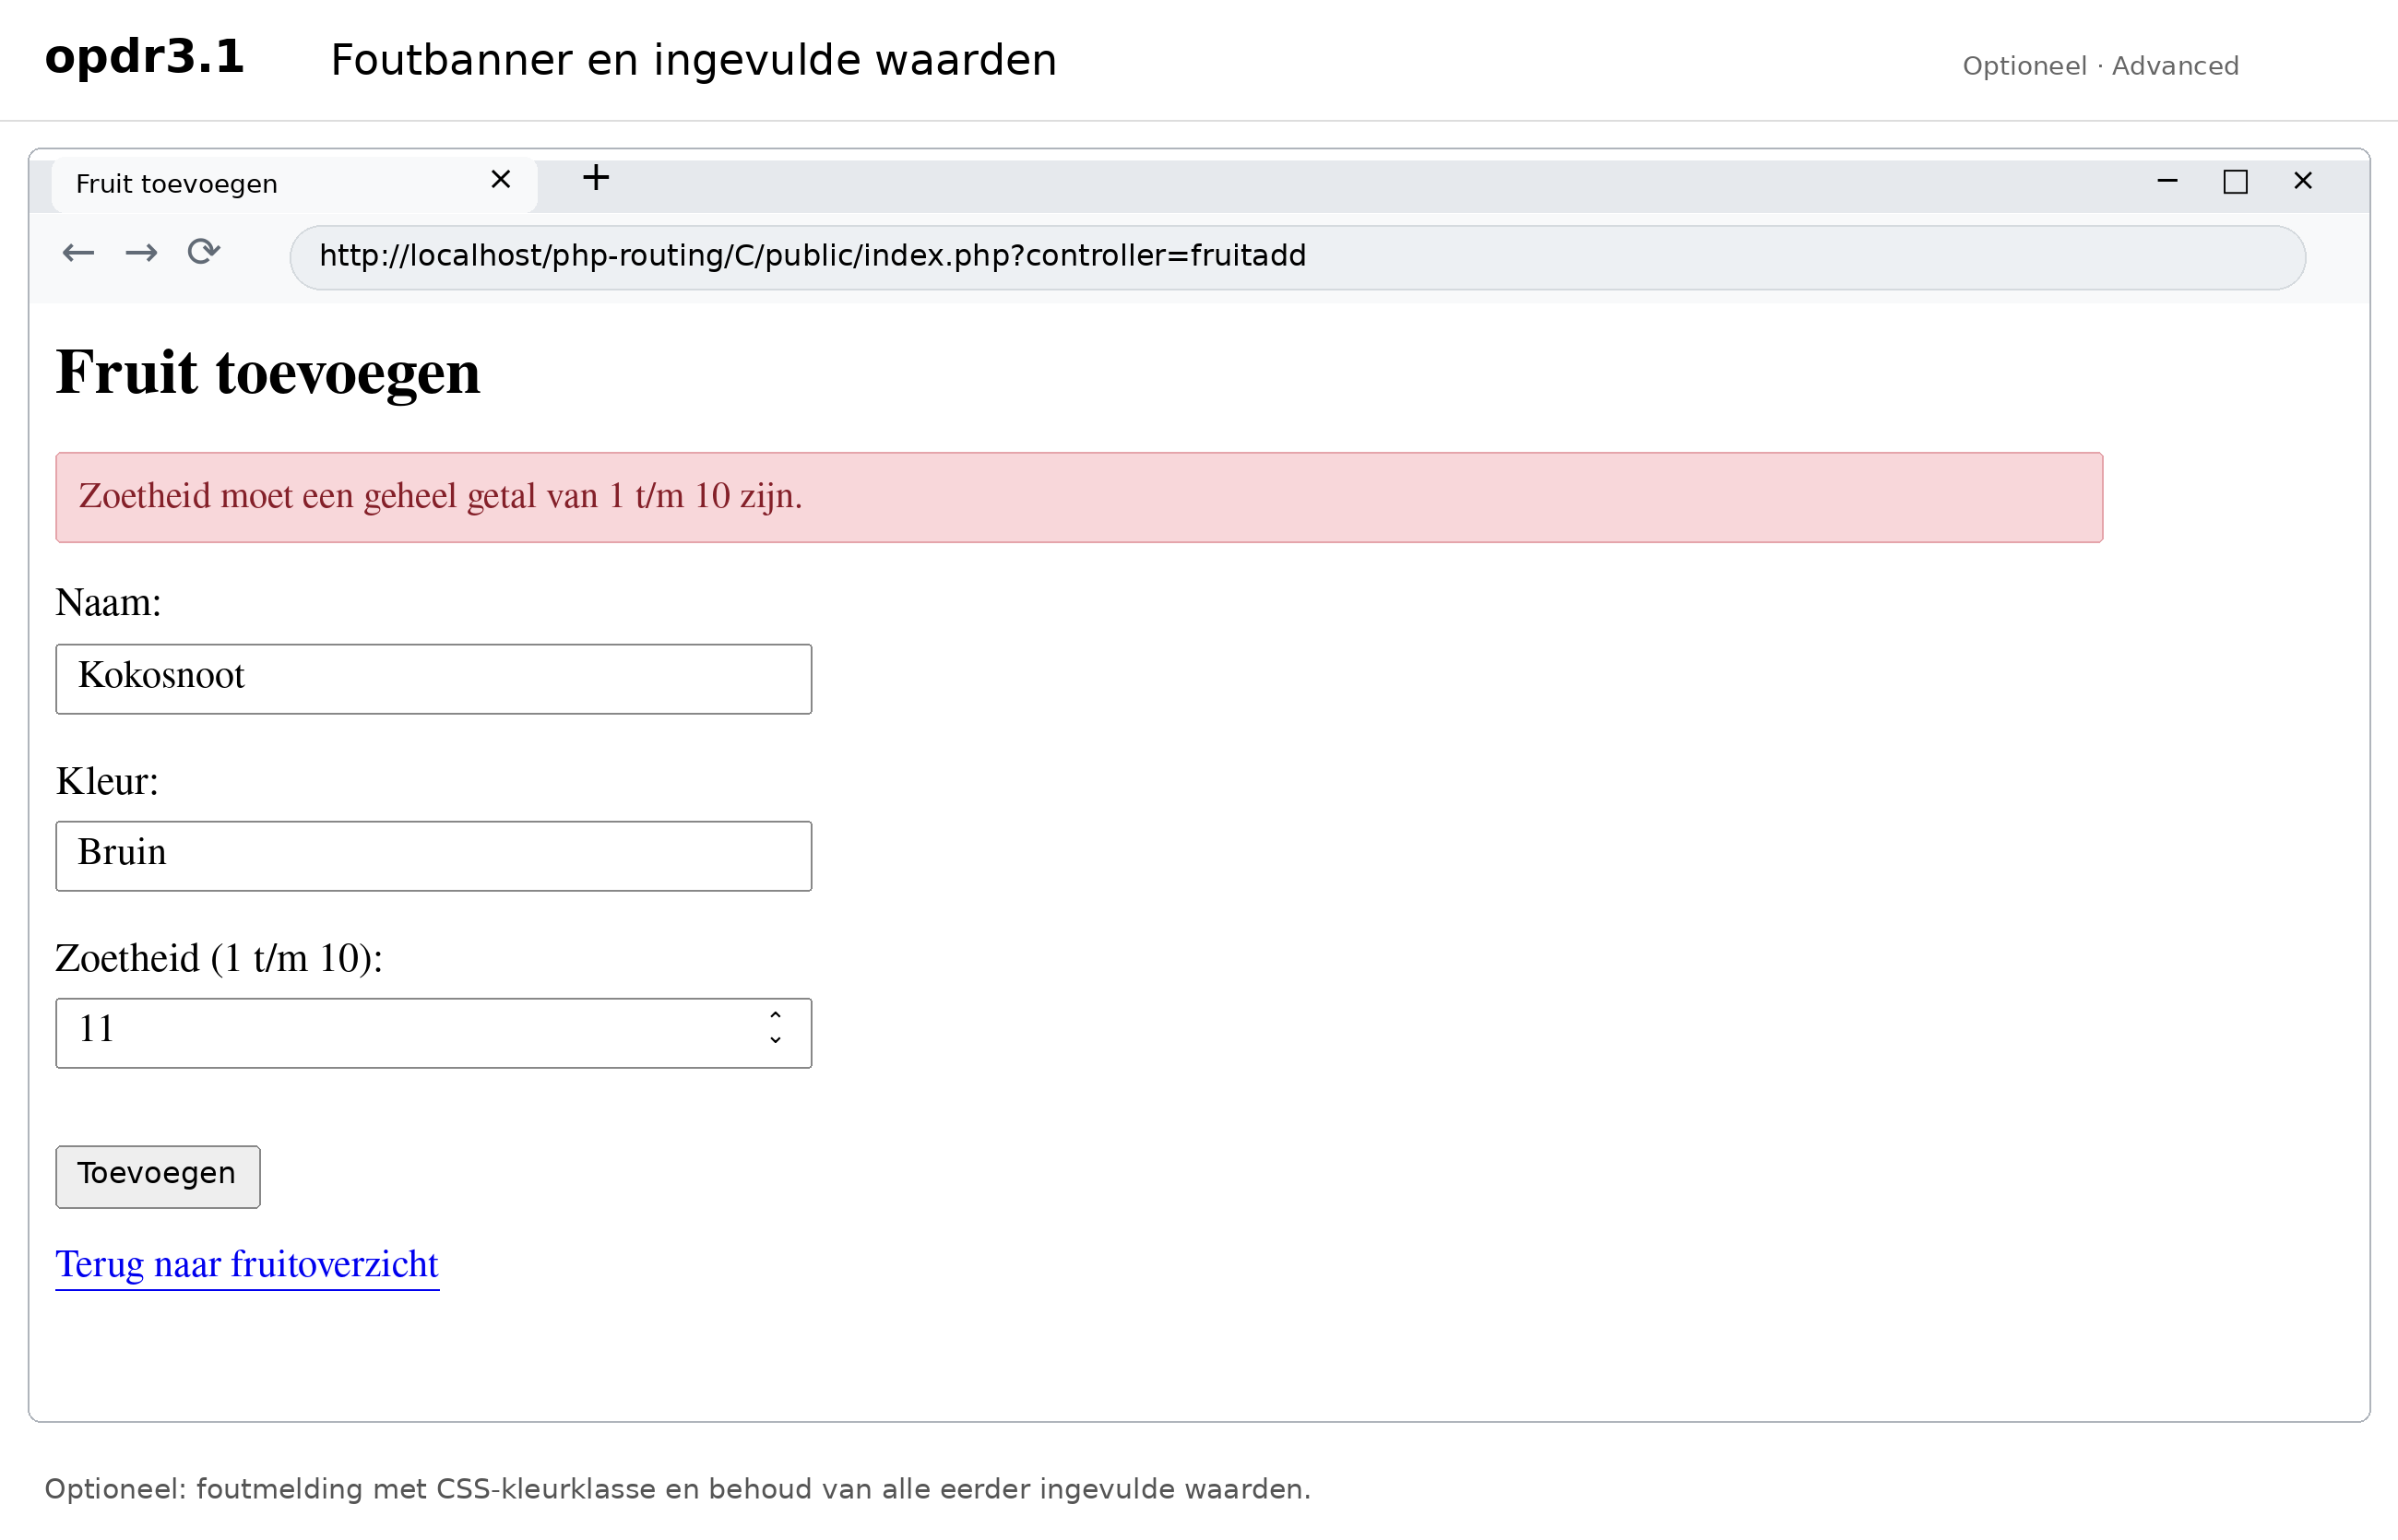 opdr3.1 Foutbanner en ingevulde waarden Optioneel · Advanced
Fruit toevoegen
http://localhost/php-routing/C/public/index.php?controller=fruitadd
Fruit toevoegen
Zoetheid moet een geheel getal van 1 t/m 10 zijn.
Naam:
Kokosnoot
Kleur:
Bruin
Zoetheid (1 t/m 10):
11
Toevoegen
Terug naar fruitoverzicht
Optioneel: foutmelding met CSS-kleurklasse en behoud van alle eerder ingevulde waarden.